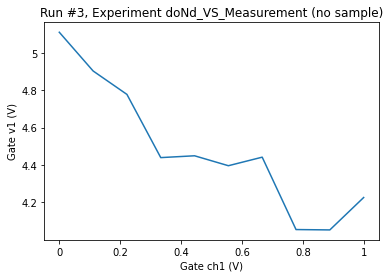 Run #3, Experiment doNd_VS_Measurement (no sample)
5
4.8
4.6
4.4
4.2
Gate v1 (V)
0 0.2 0.4 0.6 0.8 1
Gate ch1 (V)